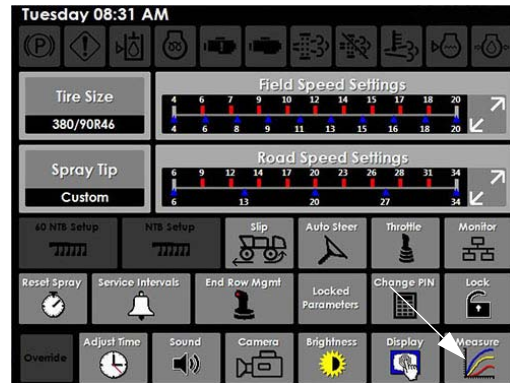 Tuesday 08:31 AM
Tire Size
380/90R46
Field Speed Settings
4 6 7 9 10 12 14 15 17 18 20
4 6 8 9 11 13 15 16 18 20
Spray Tip
Custom
Road Speed Settings
6 9 12 14 17 20 23 26 28 31 34
6 13 20 27 34
60 NTB Setup
NTB Setup
Slip
Auto Steer
Throttle
Monitor
Reset Spray
Service Intervals
End Row Mgmt
Locked
Parameters
Change PIN
Lock
Override
Adjust Time
Sound
Camera
Brightness
Display
Measure